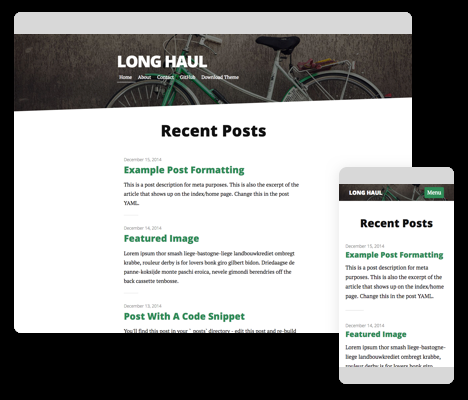 LONG HAUL
Home About Contact GitHub Download Theme
Recent Posts
December 15, 2014
Example Post Formatting
This is a post description for meta purposes. This is also the excerpt of the
article that shows up on the index/home page. Change this in the post
YAML.
December 14, 2014
Featured Image
Lorem ipsum thor smash liege-bastogne-liege landbouwkrediet ombregt
krabbe, rouleur derby is for lovers bonk giro gilbert bidon. Driedaagse de
panne-koksijde monte paschi eroica, nevele gimondi herendries off the
back cassette tenbosse.
December 13, 2014
Post With A Code Snippet
You'll find this post in your `_posts` directory - edit this post and re-build
LONG HAUL
Menu
Recent Posts
December 15, 2014
Example Post Formatting
This is a post description for meta
purposes. This is also the excerpt of the
article that shows up on the index/home
page. Change this in the post YAML.
December 14, 2014
Featured Image
Lorem ipsum thor smash liege-bastogne-
liege landbouwkrediet ombregt krabbe,
rouleur derby is for lovers bonk giro